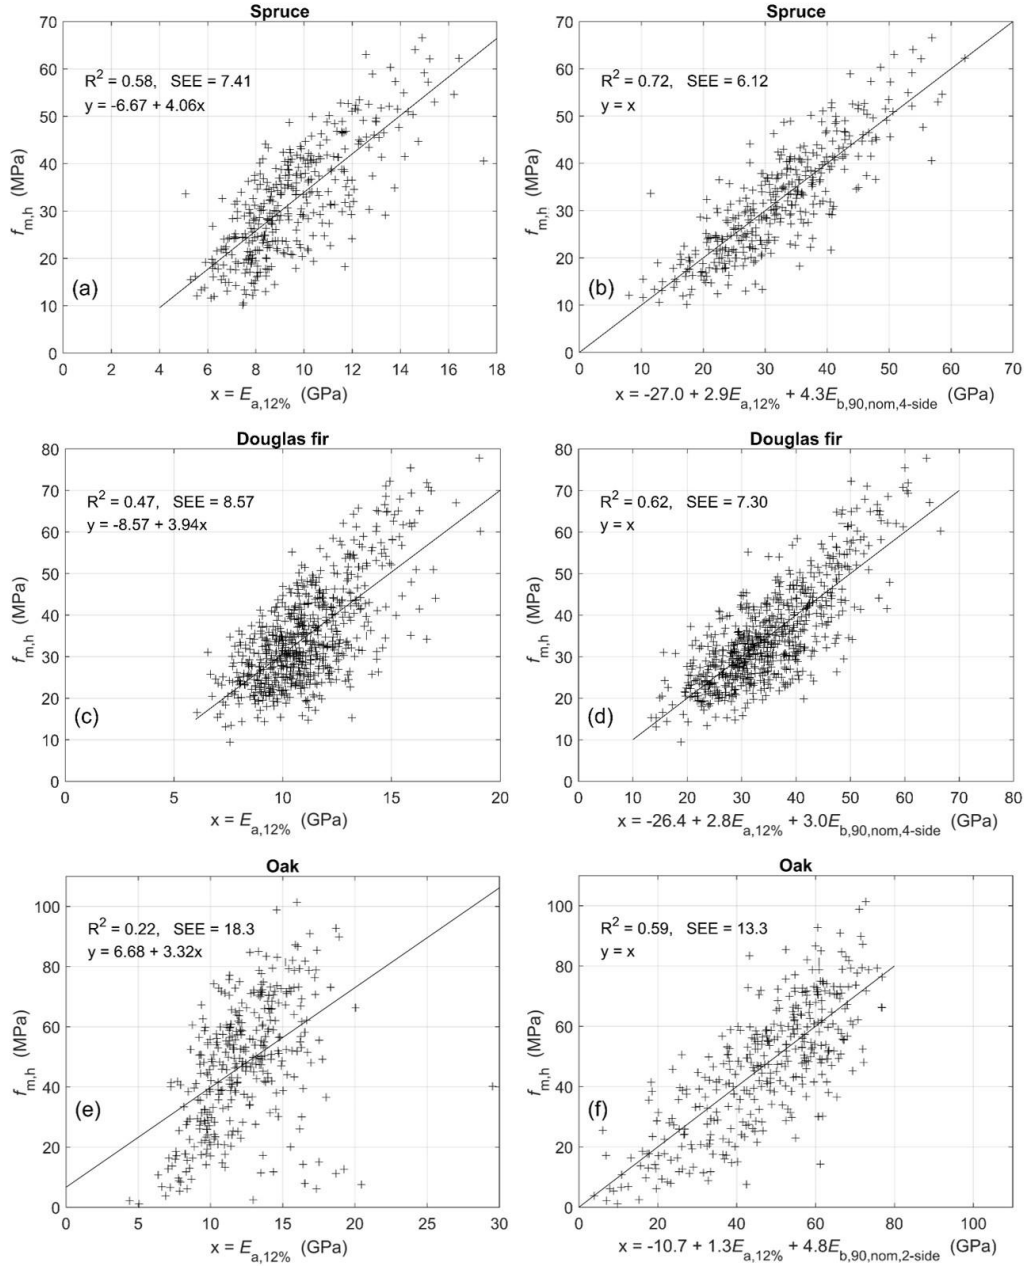 Spruce
70
60
50
40
30
20
10
0
f_m,h (MPa)
R² = 0.58, SEE = 7.41
y = -6.67 + 4.06x
(a)
0 2 4 6 8 10 12 14 16 18
x = E_a,12% (GPa)
Spruce
70
60
50
40
30
20
10
0
f_m,h (MPa)
R² = 0.72, SEE = 6.12
y = x
(b)
0 10 20 30 40 50 60 70
x = -27.0 + 2.9E_a,12% + 4.3E_b,90,nom,4-side (GPa)
Douglas fir
80
70
60
50
40
30
20
10
0
f_m,h (MPa)
R² = 0.47, SEE = 8.57
y = -8.57 + 3.94x
(c)
0 5 10 15 20
x = E_a,12% (GPa)
Douglas fir
80
70
60
50
40
30
20
10
0
f_m,h (MPa)
R² = 0.62, SEE = 7.30
y = x
(d)
0 10 20 30 40 50 60 70 80
x = -26.4 + 2.8E_a,12% + 3.0E_b,90,nom,4-side (GPa)
Oak
100
80
60
40
20
0
f_m,h (MPa)
R² = 0.22, SEE = 18.3
y = 6.68 + 3.32x
(e)
0 5 10 15 20 25 30
x = E_a,12% (GPa)
Oak
100
80
60
40
20
0
f_m,h (MPa)
R² = 0.59, SEE = 13.3
y = x
(f)
0 20 40 60 80 100
x = -10.7 + 1.3E_a,12% + 4.8E_b,90,nom,2-side (GPa)